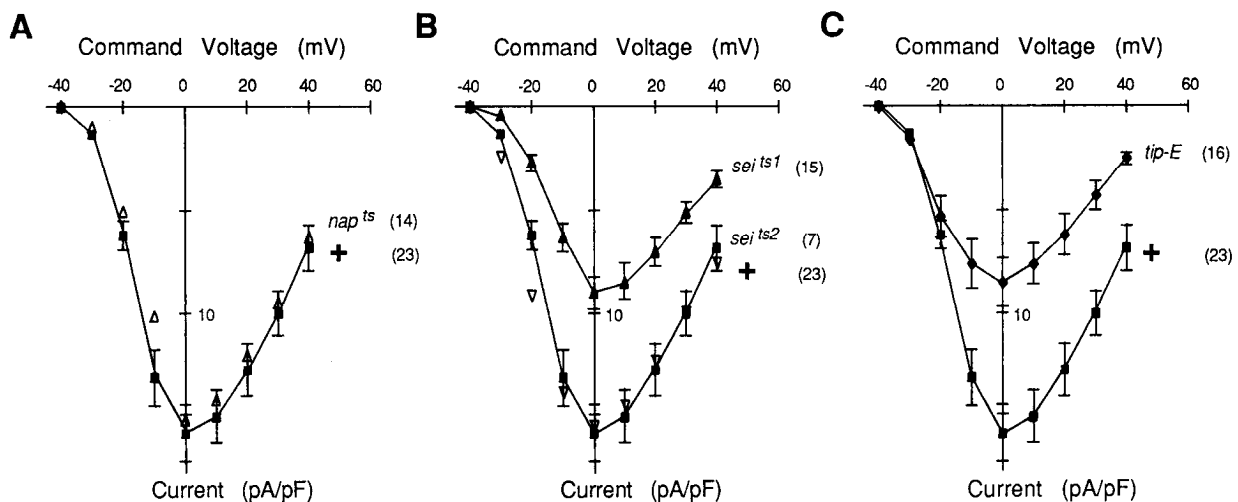 A
Command Voltage (mV)
-40 -20 0 20 40 60
nap ts (14)
+ (23)
10
Current (pA/pF)
B
Command Voltage (mV)
-40 -20 0 20 40 60
sei ts1 (15)
sei ts2 (7)
+ (23)
10
Current (pA/pF)
C
Command Voltage (mV)
-40 -20 0 20 40 60
tip-E (16)
+ (23)
10
Current (pA/pF)